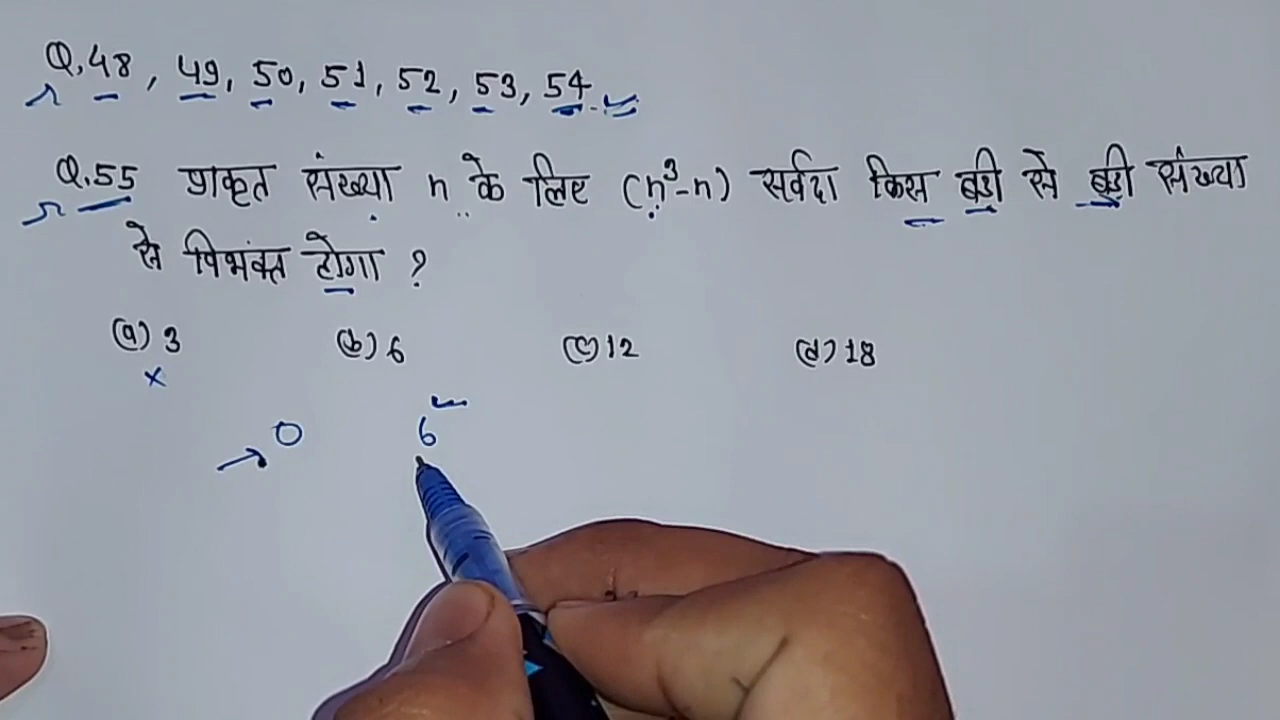 Q.48, 49, 50, 51, 52, 53, 54.
Q.55 प्राकृत संख्या n के लिए (n³-n) सर्वदा किस बड़ी से बड़ी संख्या
से विभक्त होगा ?
(a) 3 (b) 6 (c) 12 (d) 18
x
0 6